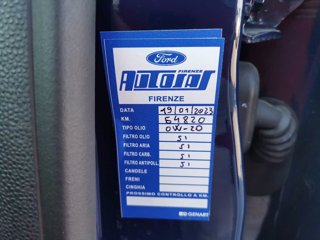 Ford
FIRENZE
FIRENZE
DATA 19/01/2023
KM. 54820
TIPO OLIO 0W-20
FILTRO OLIO SI
FILTRO ARIA SI
FILTRO CARB. SI
FILTRO ANTIPOLL. SI
CANDELE
FRENI
CINGHIA
PROSSIMO CONTROLLO A KM.
GENART